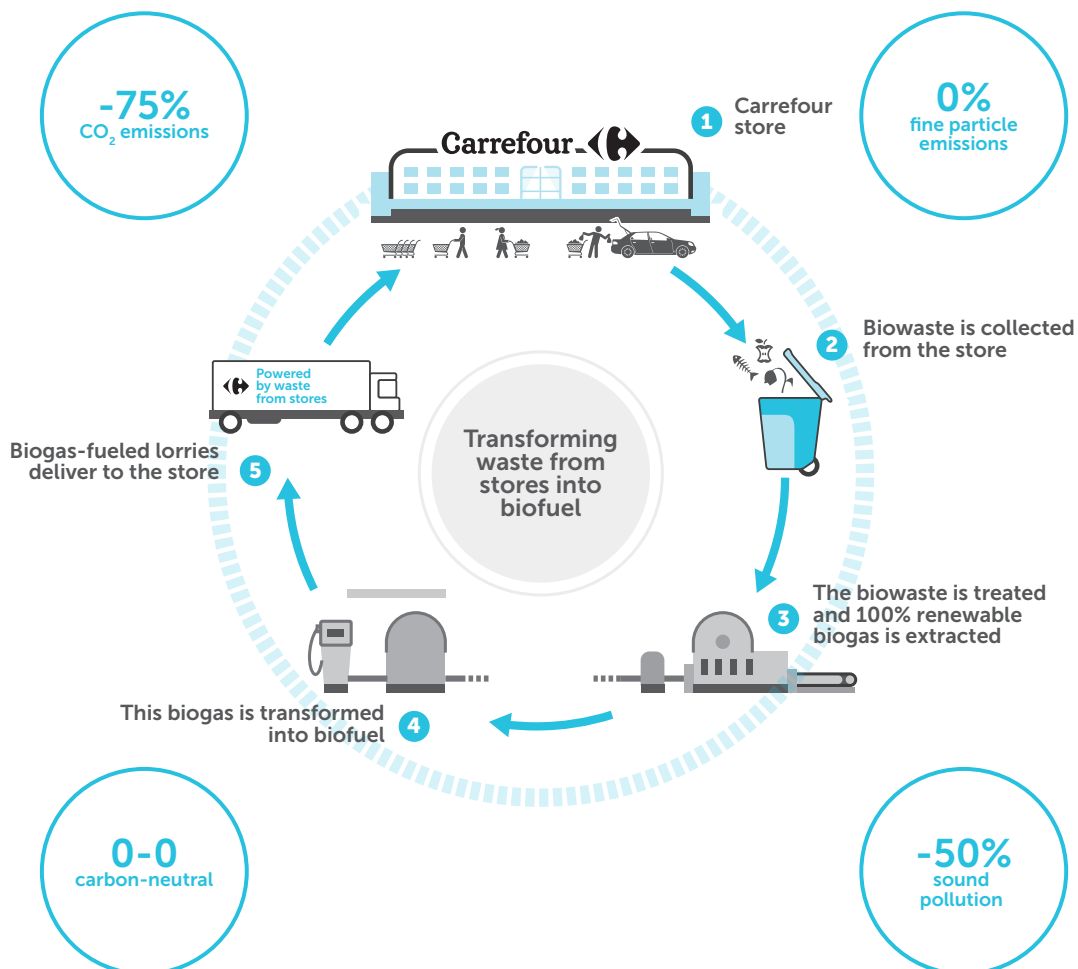 -75%
CO₂ emissions
0%
fine particle
emissions
Carrefour
1
Carrefour
store
2
Biowaste is collected
from the store
3
The biowaste is treated
and 100% renewable
biogas is extracted
4
This biogas is transformed
into biofuel
5
Biogas-fueled lorries
deliver to the store
Powered
by waste
from stores
Transforming
waste from
stores into
biofuel
0-0
carbon-neutral
-50%
sound
pollution